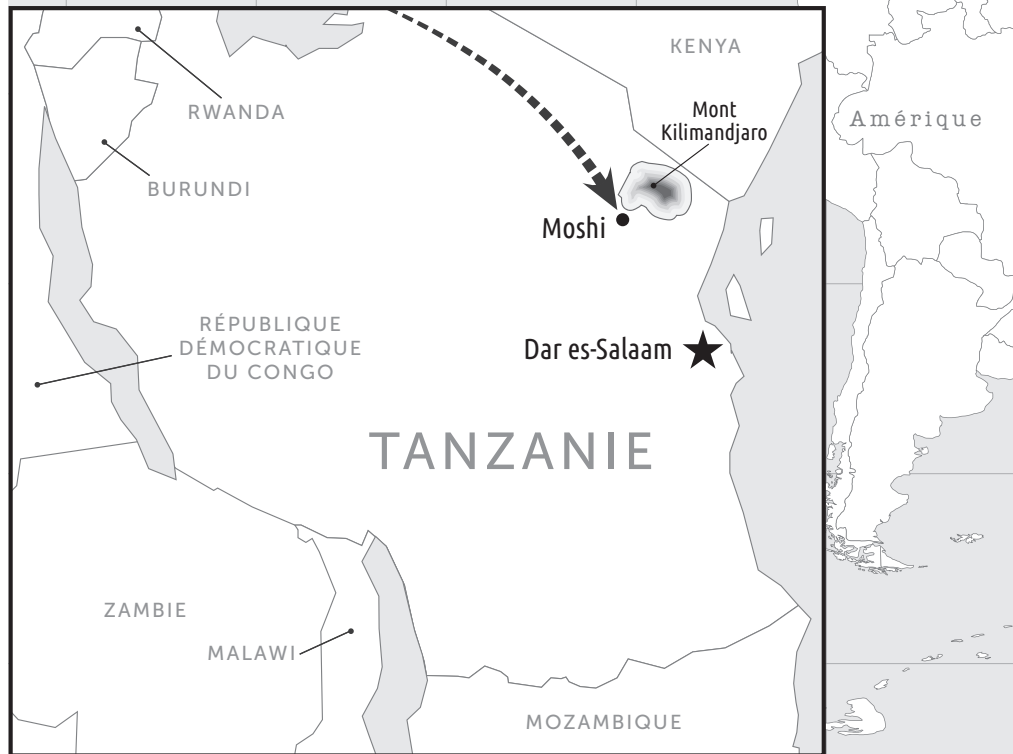 KENYA
Mont
Kilimandjaro
RWANDA
Amérique
BURUNDI
Moshi
RÉPUBLIQUE
DÉMOCRATIQUE
DU CONGO
Dar es-Salaam
TANZANIE
ZAMBIE
MALAWI
MOZAMBIQUE